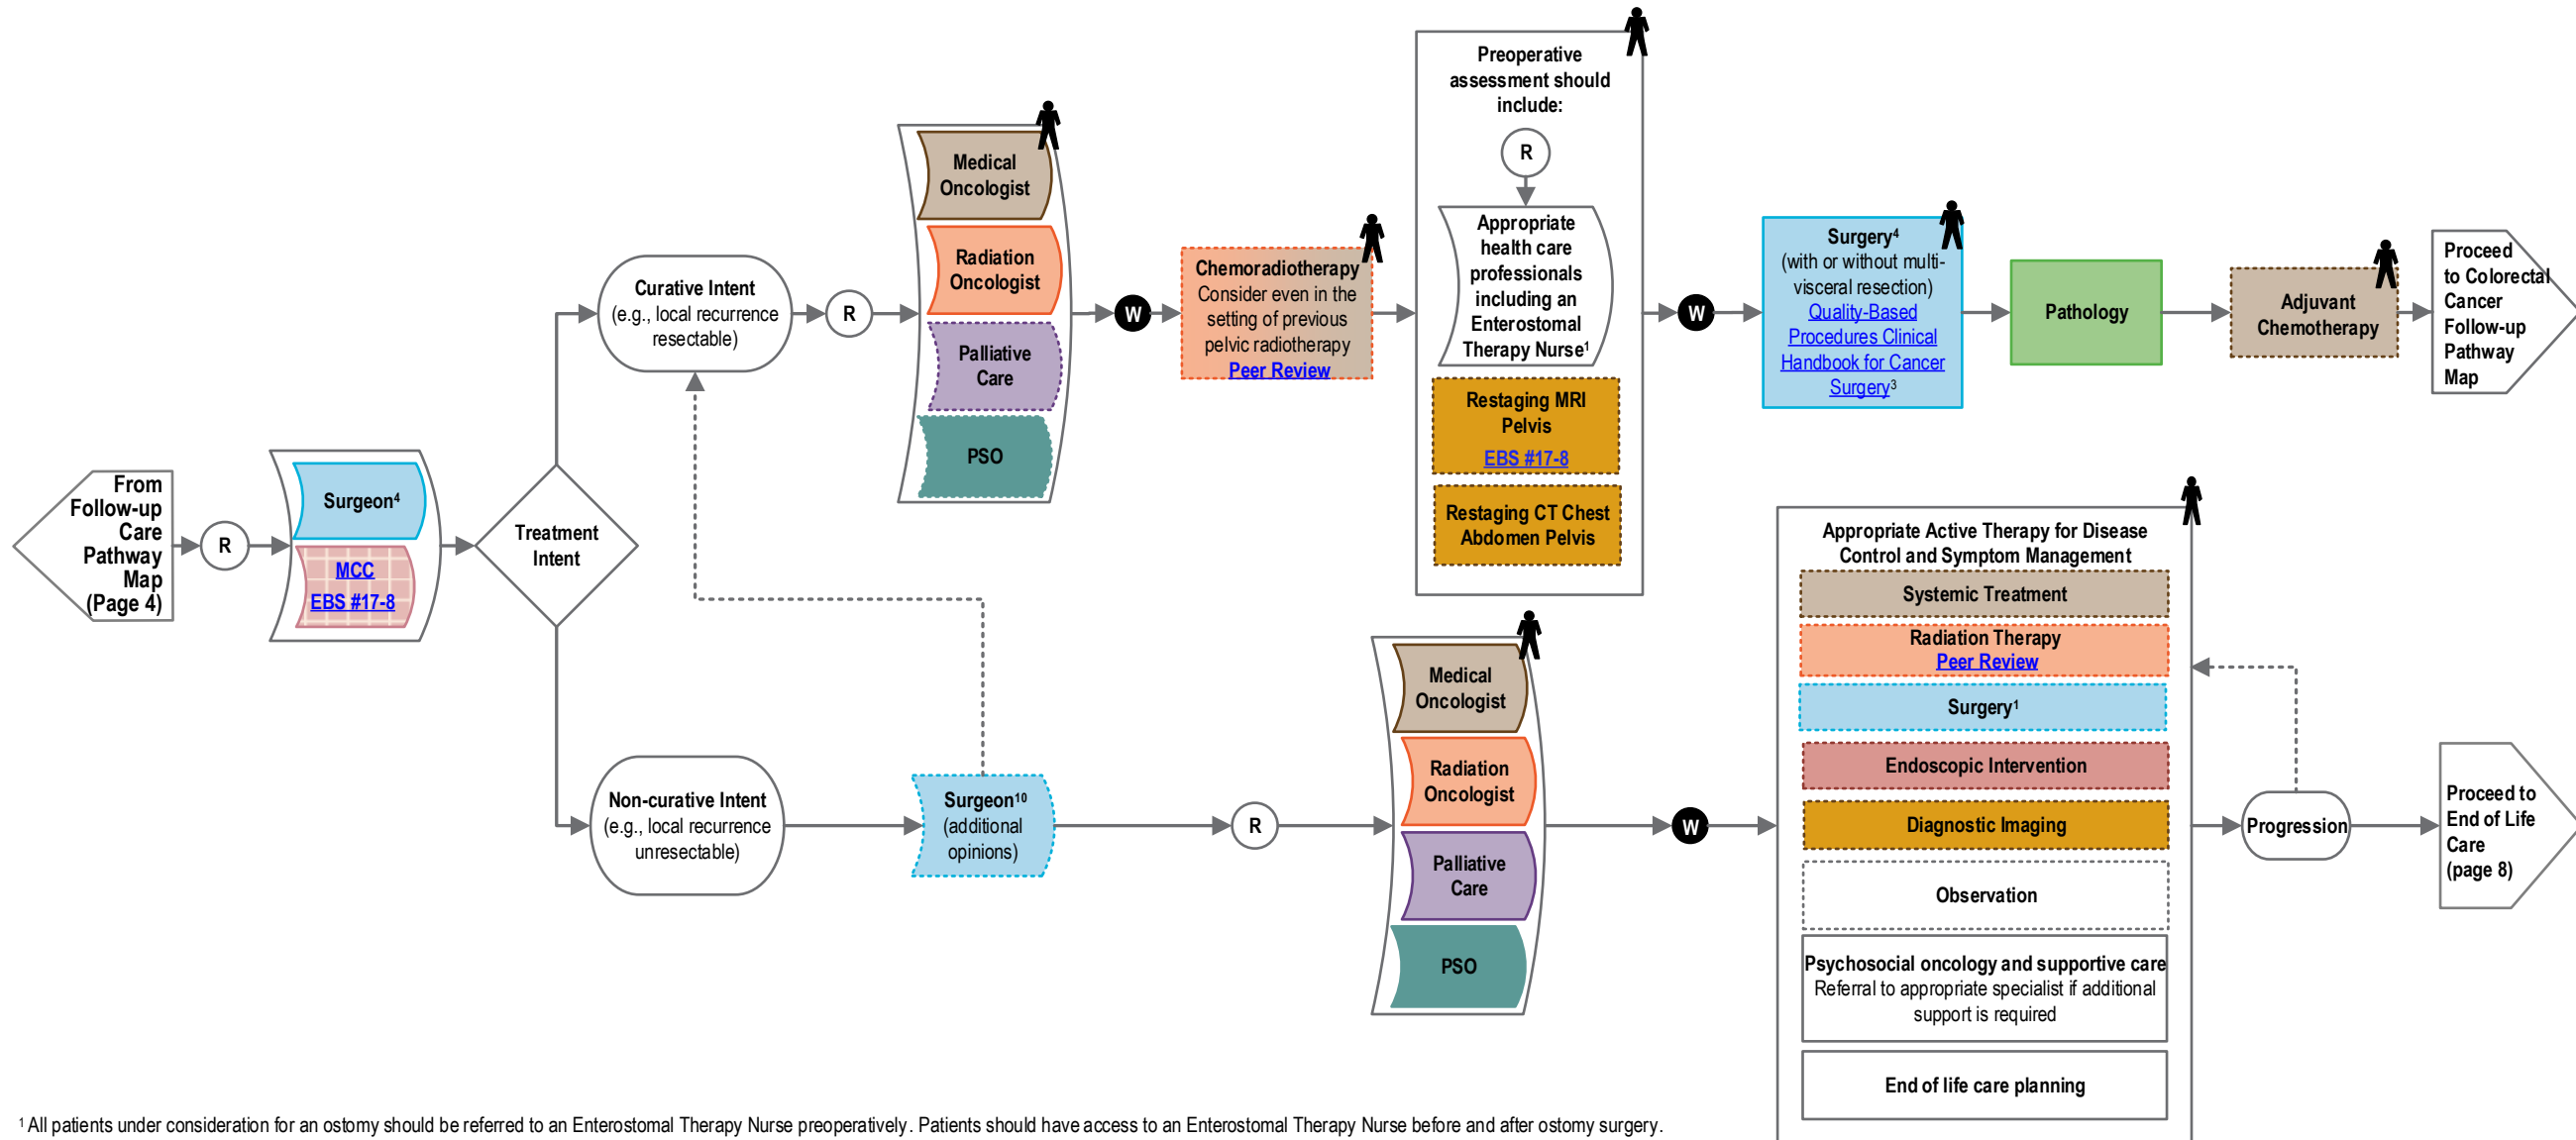 From
Follow-up
Care
Pathway
Map
(Page 4)
R
Surgeon⁴
MCC
EBS #17-8
Treatment
Intent
Curative Intent
(e.g., local recurrence
resectable)
R
Medical
Oncologist
Radiation
Oncologist
Palliative
Care
PSO
W
Chemoradiotherapy
Consider even in the
setting of previous
pelvic radiotherapy
Peer Review
Preoperative
assessment should
include:
R
Appropriate
health care
professionals
including an
Enterostomal
Therapy Nurse¹
Restaging MRI
Pelvis
EBS #17-8
Restaging CT Chest
Abdomen Pelvis
W
Surgery⁴
(with or without multi-
visceral resection)
Quality-Based
Procedures Clinical
Handbook for Cancer
Surgery³
Pathology
Adjuvant
Chemotherapy
Proceed
to Colorectal
Cancer
Follow-up
Pathway
Map
Non-curative Intent
(e.g., local recurrence
unresectable)
Surgeon¹⁰
(additional
opinions)
R
Medical
Oncologist
Radiation
Oncologist
Palliative
Care
PSO
W
Appropriate Active Therapy for Disease
Control and Symptom Management
Systemic Treatment
Radiation Therapy
Peer Review
Surgery¹
Endoscopic Intervention
Diagnostic Imaging
Observation
Psychosocial oncology and supportive care
Referral to appropriate specialist if additional
support is required
End of life care planning
Progression
Proceed to
End of Life
Care
(page 8)
¹ All patients under consideration for an ostomy should be referred to an Enterostomal Therapy Nurse preoperatively. Patients should have access to an Enterostomal Therapy Nurse before and after ostomy surgery.